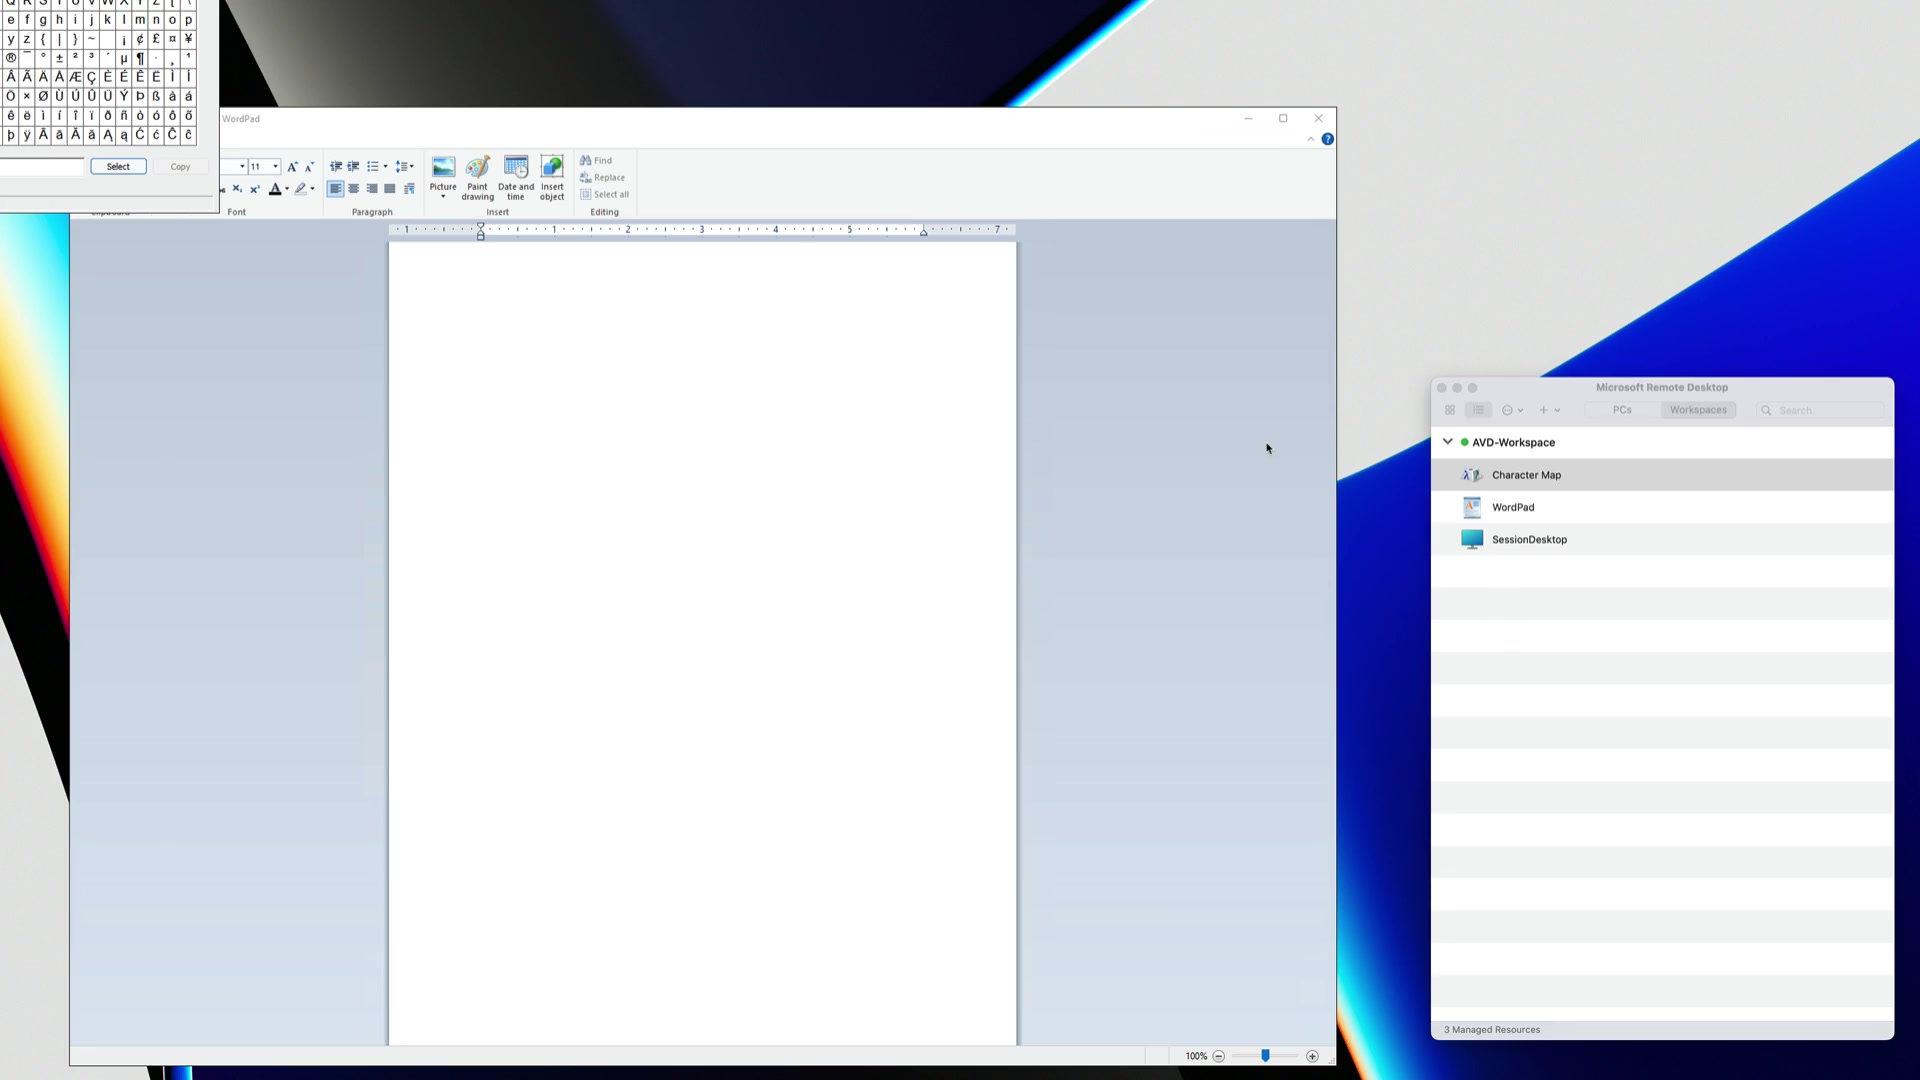 e f g h i j k l m n o p
y z { | } ~ ¡ ¢ £ ¤ ¥
® ¯ ° ± ² ³ ´ µ ¶ · ¸ ¹
Â Ã Ä Å Æ Ç È É Ê Ë Ì Í
Ö × Ø Ù Ú Û Ü Ý Þ ß à á
ê ë ì í î ï ð ñ ò ó ô õ
þ ÿ Ā ā Ă ă Ą ą Ć ć Ĉ ĉ
Select Copy
WordPad
11
Picture
Paint drawing
Date and time
Insert object
Find
Replace
Select all
Font
Paragraph
Insert
Editing
1 1 2 3 4 5 7
100%
Microsoft Remote Desktop
PCs Workspaces Search
AVD-Workspace
Character Map
WordPad
SessionDesktop
3 Managed Resources